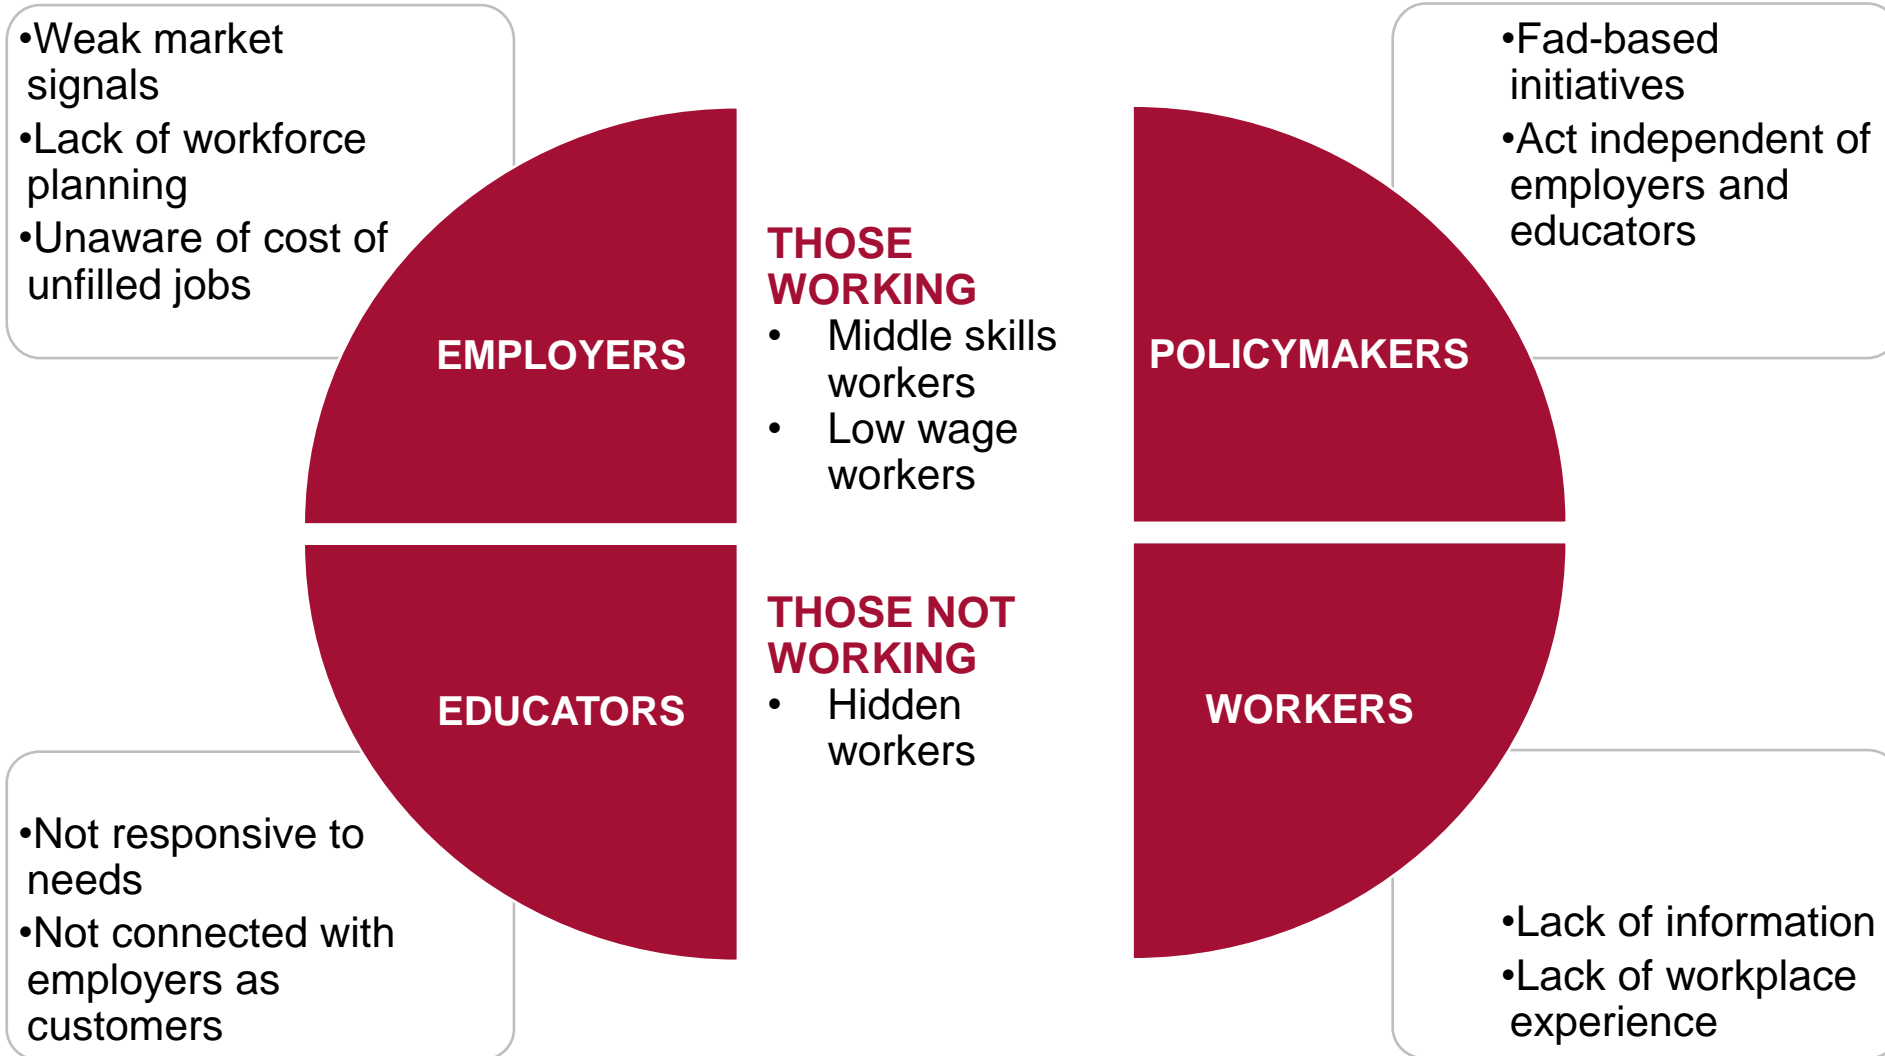 •Weak market
signals
•Lack of workforce
planning
•Unaware of cost of
unfilled jobs
EMPLOYERS
THOSE
WORKING
• Middle skills
workers
• Low wage
workers
•Fad-based
initiatives
•Act independent of
employers and
educators
POLICYMAKERS
EDUCATORS
•Not responsive to
needs
•Not connected with
employers as
customers
THOSE NOT
WORKING
• Hidden
workers
WORKERS
•Lack of information
•Lack of workplace
experience